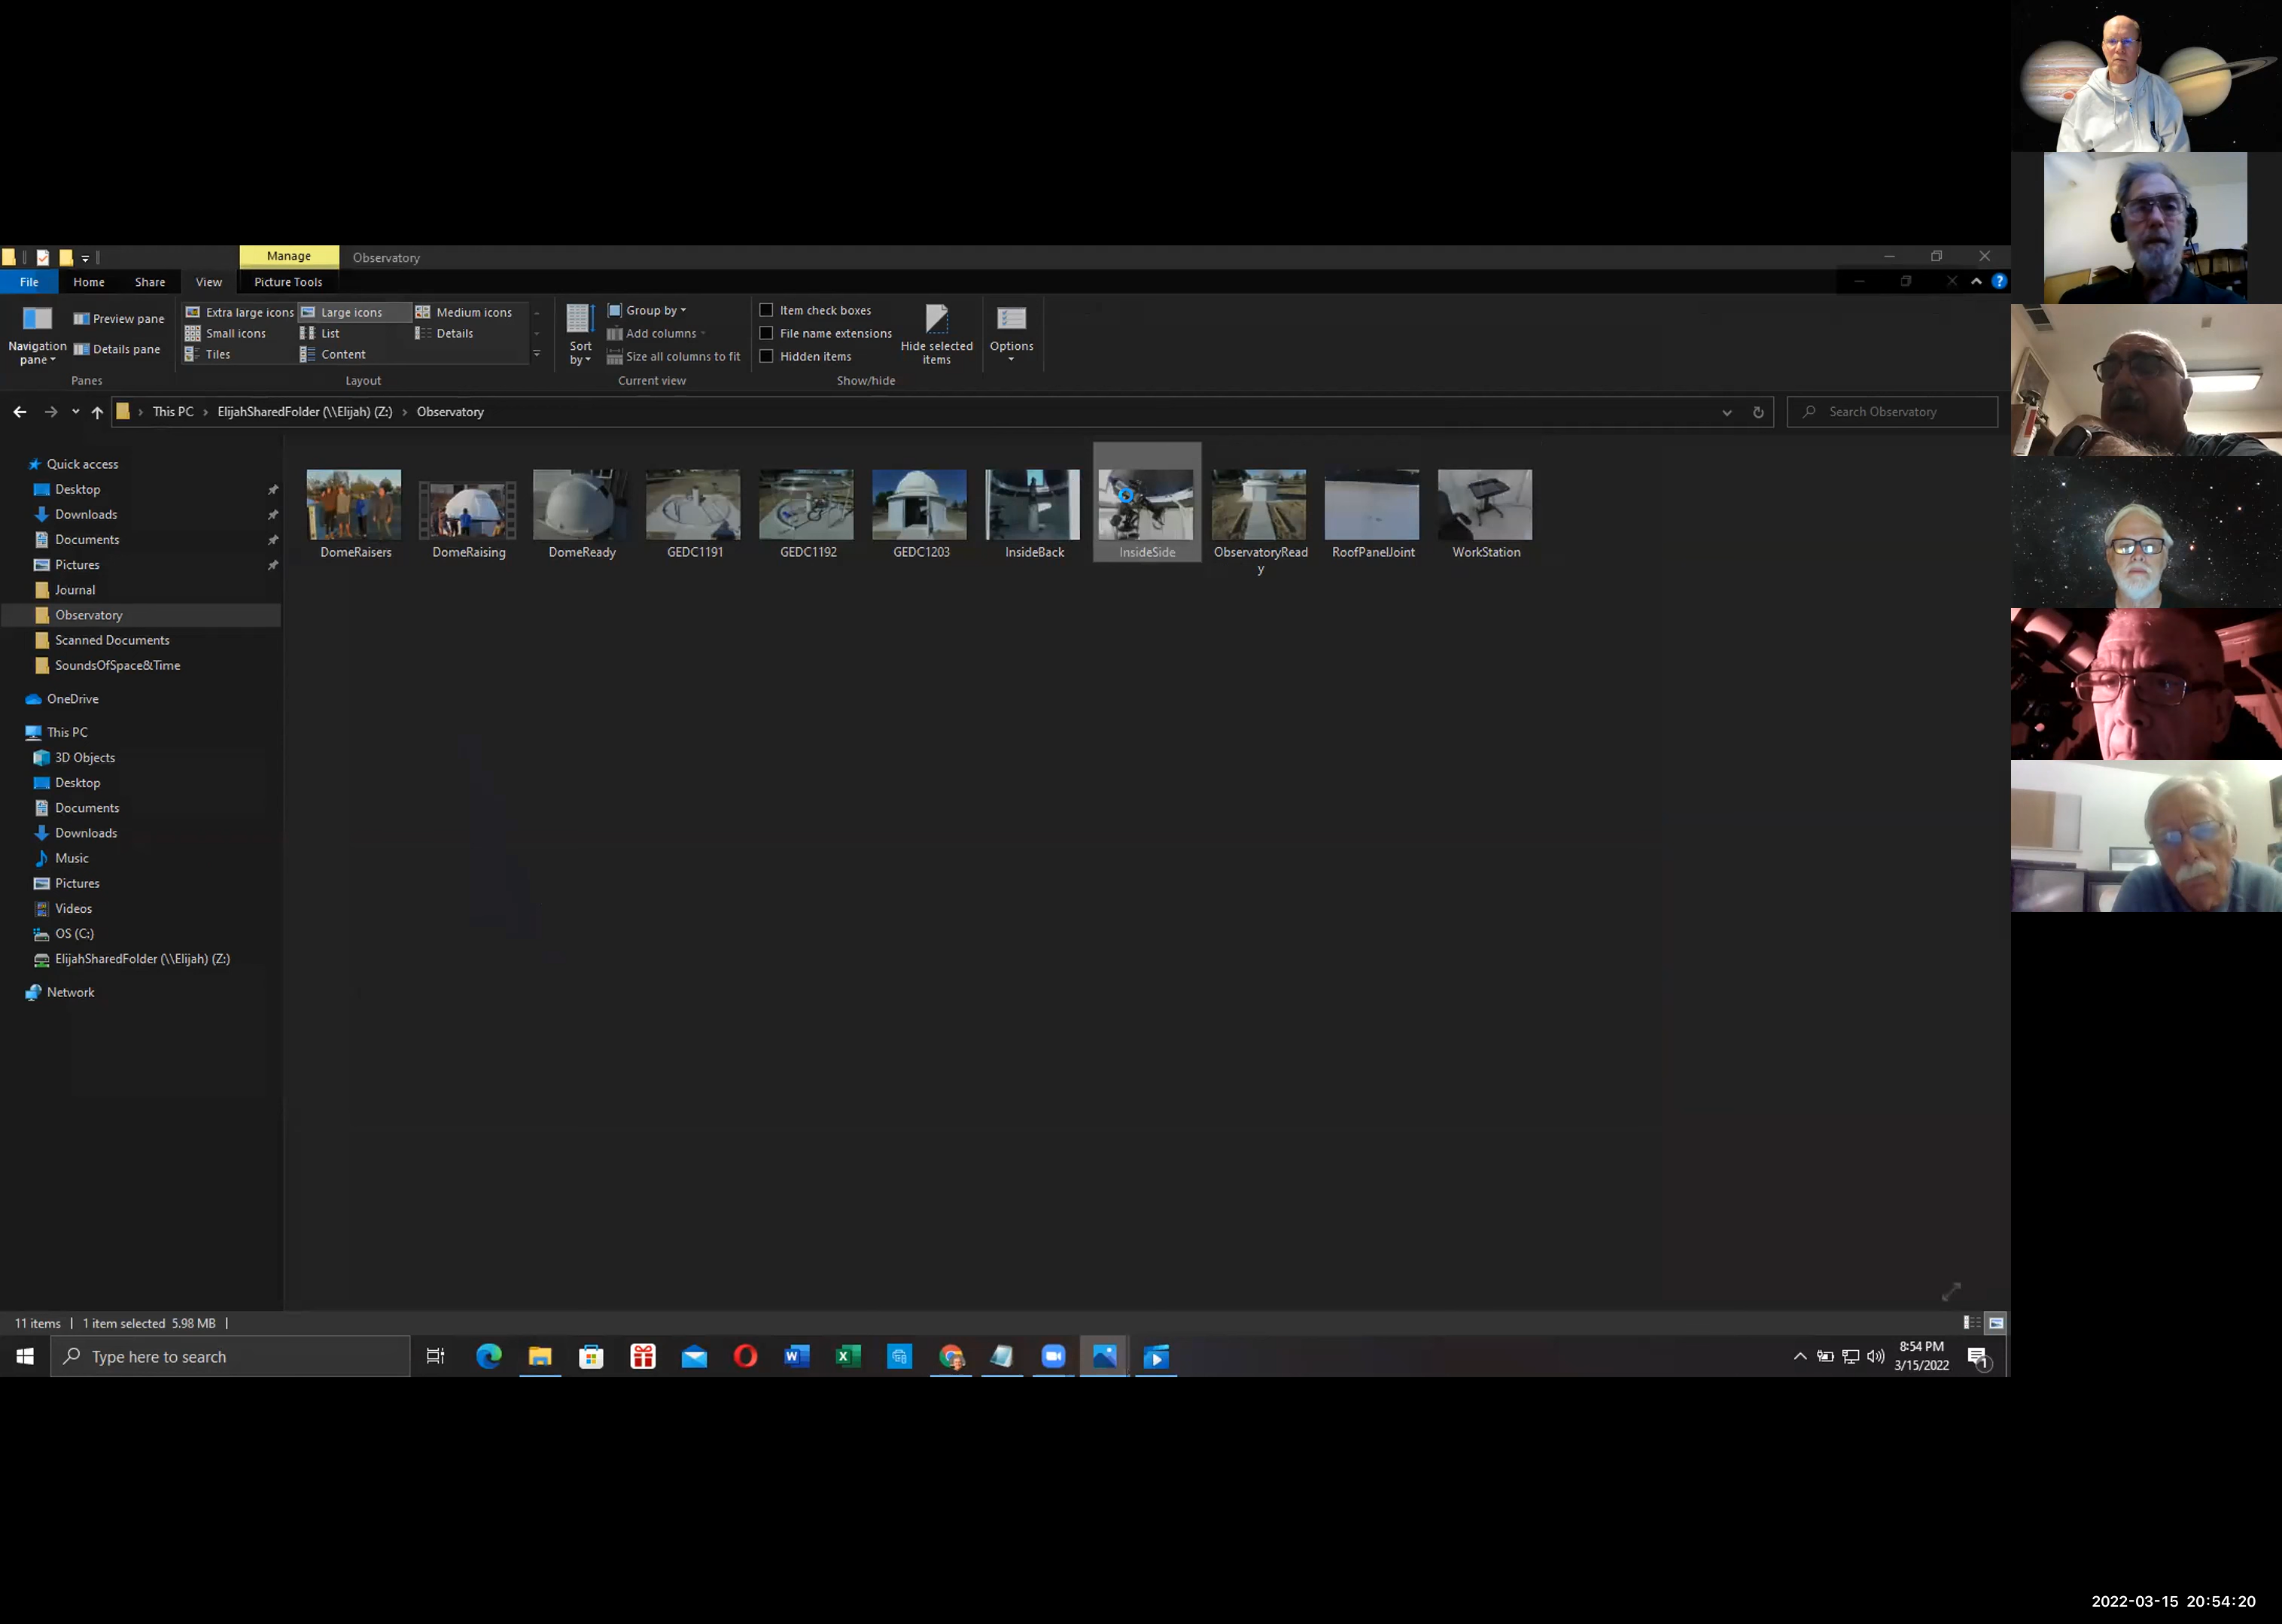 Manage
Observatory
File
Home
Share
View
Picture Tools
Navigation pane
Preview pane
Details pane
Panes
Extra large icons
Large icons
Medium icons
Small icons
List
Details
Tiles
Content
Layout
Sort by
Group by
Add columns
Size all columns to fit
Current view
Item check boxes
File name extensions
Hidden items
Hide selected items
Show/hide
Options
This PC › ElijahSharedFolder (\\Elijah) (Z:) › Observatory
Search Observatory
Quick access
Desktop
Downloads
Documents
Pictures
Journal
Observatory
Scanned Documents
SoundsOfSpace&Time
OneDrive
This PC
3D Objects
Desktop
Documents
Downloads
Music
Pictures
Videos
OS (C:)
ElijahSharedFolder (\\Elijah) (Z:)
Network
DomeRaisers
DomeRaising
DomeReady
GEDC1191
GEDC1192
GEDC1203
InsideBack
InsideSide
ObservatoryRead
y
RoofPanelJoint
WorkStation
11 items
1 item selected 5.98 MB
Type here to search
8:54 PM
3/15/2022
1
2022-03-15 20:54:20